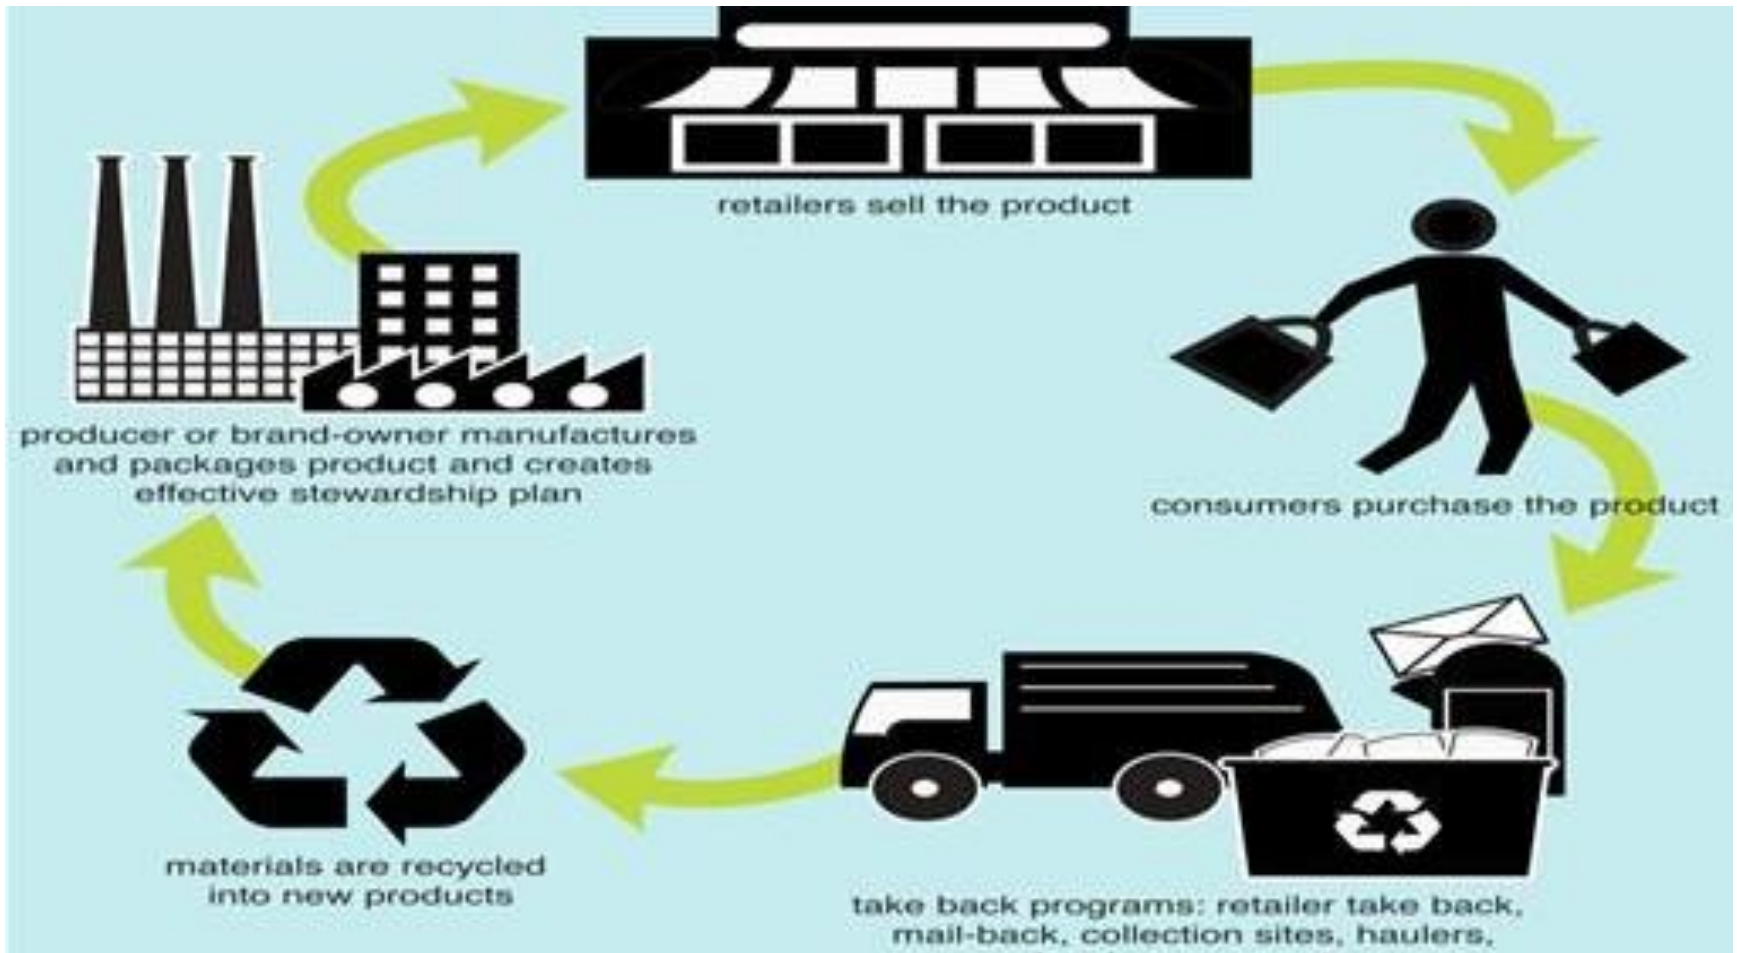 retailers sell the product
producer or brand-owner manufactures
and packages product and creates
effective stewardship plan
consumers purchase the product
materials are recycled
into new products
take back programs: retailer take back,
mail-back, collection sites, haulers,